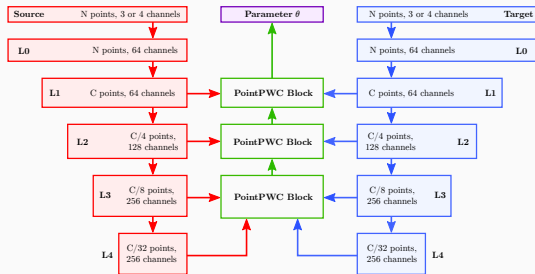 Source N points, 3 or 4 channels
Parameter θ
N points, 3 or 4 channels Target
L0 N points, 64 channels
N points, 64 channels L0
L1 C points, 64 channels
PointPWC Block
C points, 64 channels L1
L2 C/4 points,
128 channels
PointPWC Block
C/4 points,
128 channels L2
L3 C/8 points,
256 channels
PointPWC Block
C/8 points,
256 channels L3
L4 C/32 points,
256 channels
C/32 points,
256 channels L4